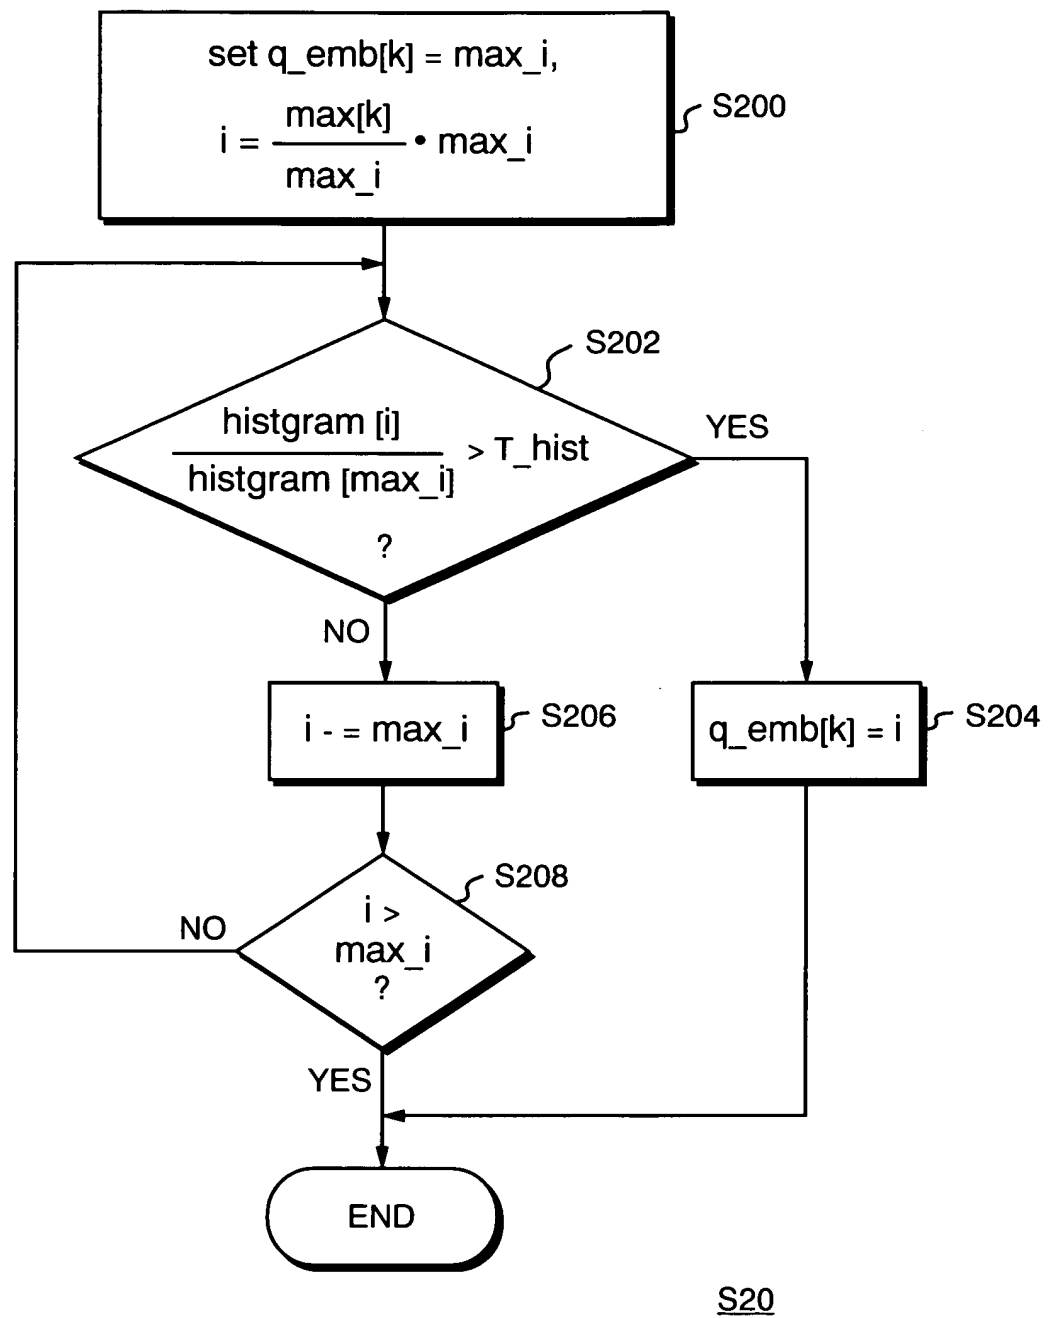 set q_emb[k] = max_i,
i = max[k] / max_i • max_i
S200
S202
histgram [i] / histgram [max_i] > T_hist
?
YES
NO
i - = max_i
S206
q_emb[k] = i
S204
S208
i >
max_i
?
NO
YES
END
S20